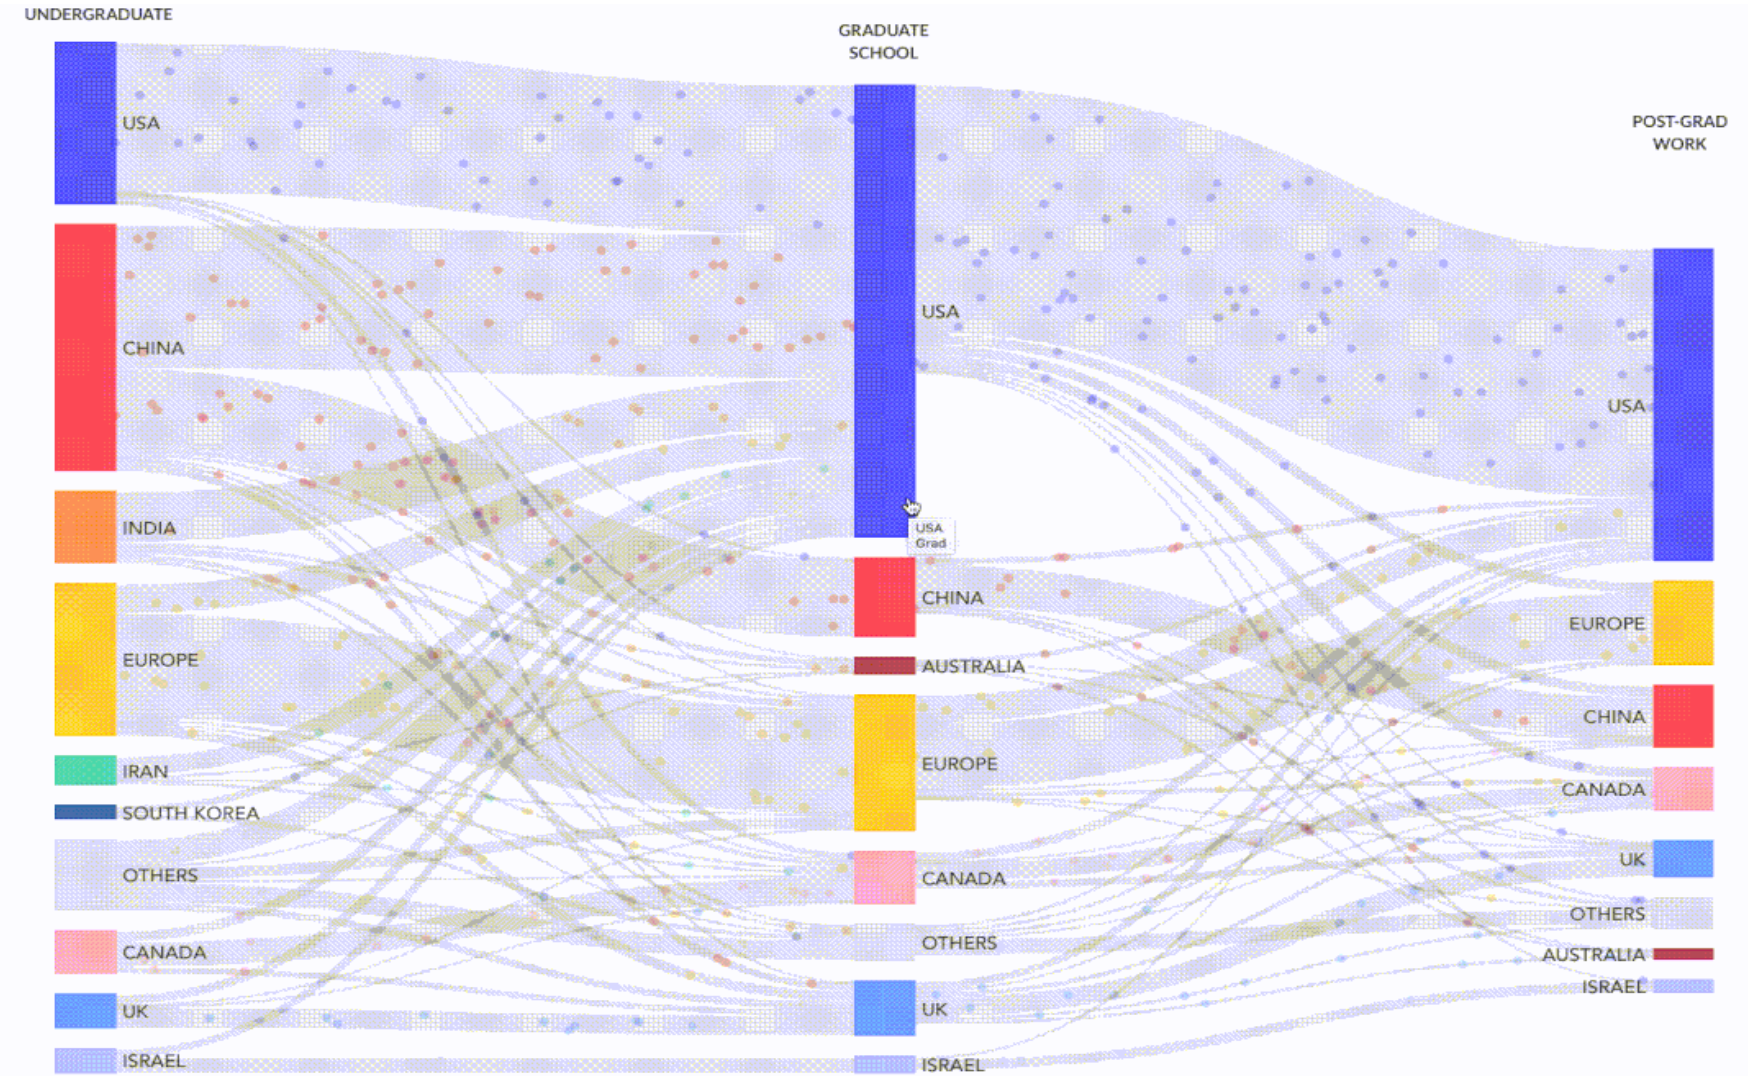 UNDERGRADUATE
GRADUATE
SCHOOL
POST-GRAD
WORK
USA
CHINA
INDIA
EUROPE
IRAN
SOUTH KOREA
OTHERS
CANADA
UK
ISRAEL
USA
USA
Grad
CHINA
AUSTRALIA
EUROPE
CANADA
OTHERS
UK
ISRAEL
USA
EUROPE
CHINA
CANADA
UK
OTHERS
AUSTRALIA
ISRAEL